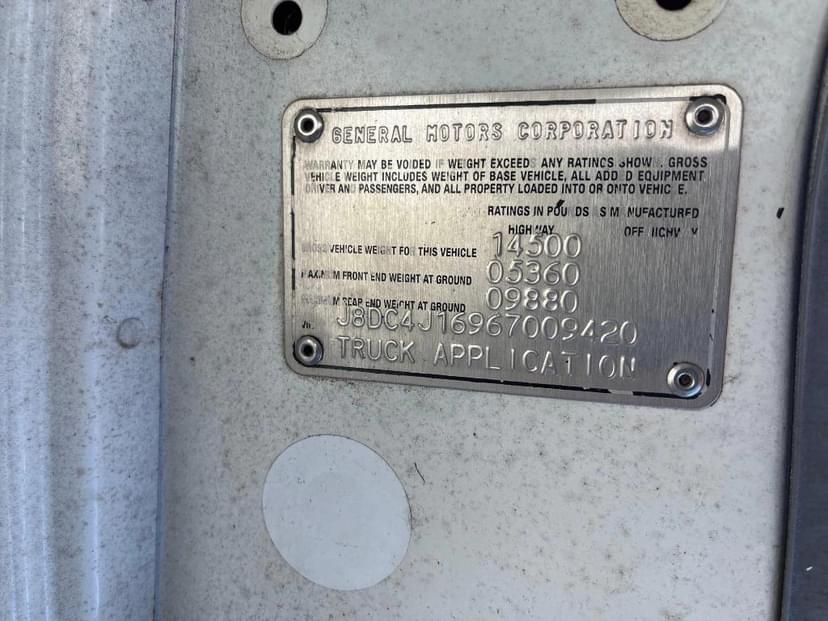 GENERAL MOTORS CORPORATION
WARRANTY MAY BE VOIDED IF WEIGHT EXCEEDS ANY RATINGS SHOWN. GROSS
VEHICLE WEIGHT INCLUDES WEIGHT OF BASE VEHICLE, ALL ADDED EQUIPMENT
DRIVER AND PASSENGERS, AND ALL PROPERTY LOADED INTO OR ONTO VEHICLE.
RATINGS IN POUNDS AS MANUFACTURED
HIGHWAY OFF HIGHWAY
GROSS VEHICLE WEIGHT FOR THIS VEHICLE 14500
MAXIMUM FRONT END WEIGHT AT GROUND 05360
MAXIMUM REAR END WEIGHT AT GROUND 09880
J8DC4J16967009420
TRUCK APPLICATION